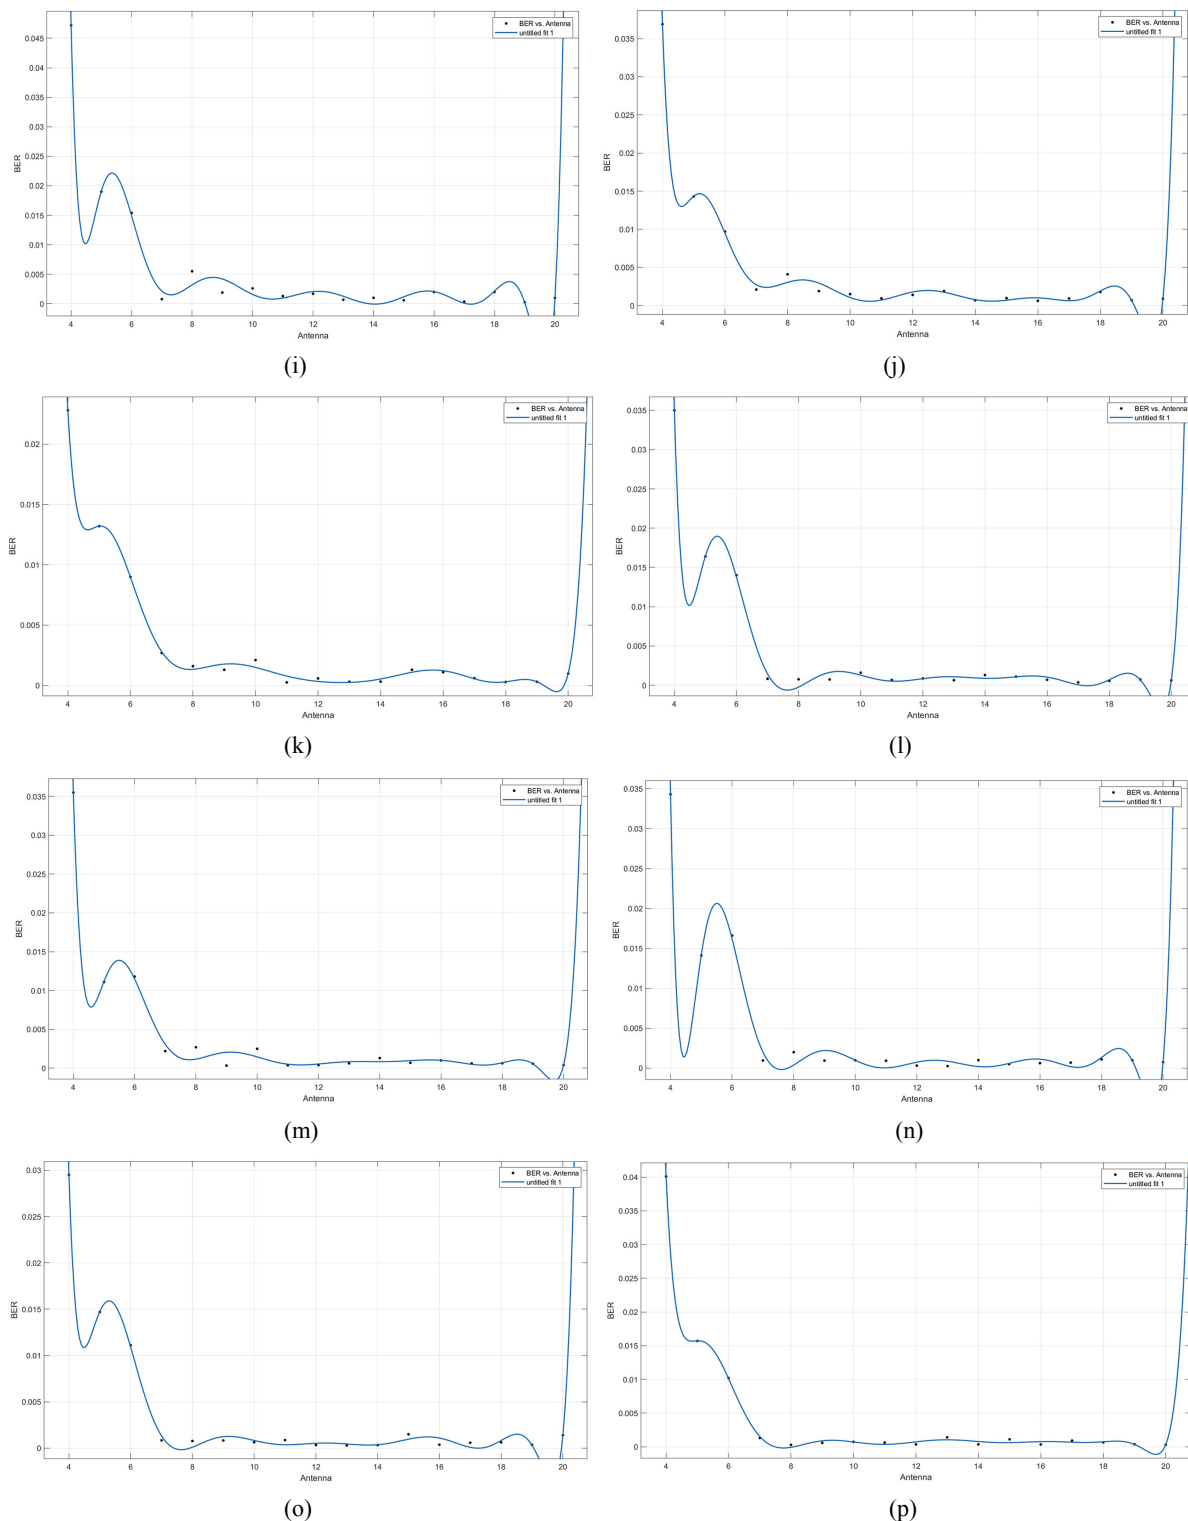 BER vs. Antenna
untitled fit 1
0.045
0.04
0.035
0.03
0.025
0.02
0.015
0.01
0.005
0
BER
4 6 8 10 12 14 16 18 20
Antenna
(i)
BER vs. Antenna
untitled fit 1
0.035
0.03
0.025
0.02
0.015
0.01
0.005
0
BER
4 6 8 10 12 14 16 18 20
Antenna
(j)
BER vs. Antenna
untitled fit 1
0.02
0.015
0.01
0.005
0
BER
4 6 8 10 12 14 16 18 20
Antenna
(k)
BER vs. Antenna
untitled fit 1
0.035
0.03
0.025
0.02
0.015
0.01
0.005
0
BER
4 6 8 10 12 14 16 18 20
Antenna
(l)
BER vs. Antenna
untitled fit 1
0.035
0.03
0.025
0.02
0.015
0.01
0.005
0
BER
4 6 8 10 12 14 16 18 20
Antenna
(m)
BER vs. Antenna
untitled fit 1
0.035
0.03
0.025
0.02
0.015
0.01
0.005
0
BER
4 6 8 10 12 14 16 18 20
Antenna
(n)
BER vs. Antenna
untitled fit 1
0.03
0.025
0.02
0.015
0.01
0.005
0
BER
4 6 8 10 12 14 16 18 20
Antenna
(o)
BER vs. Antenna
untitled fit 1
0.04
0.035
0.03
0.025
0.02
0.015
0.01
0.005
0
BER
4 6 8 10 12 14 16 18 20
Antenna
(p)